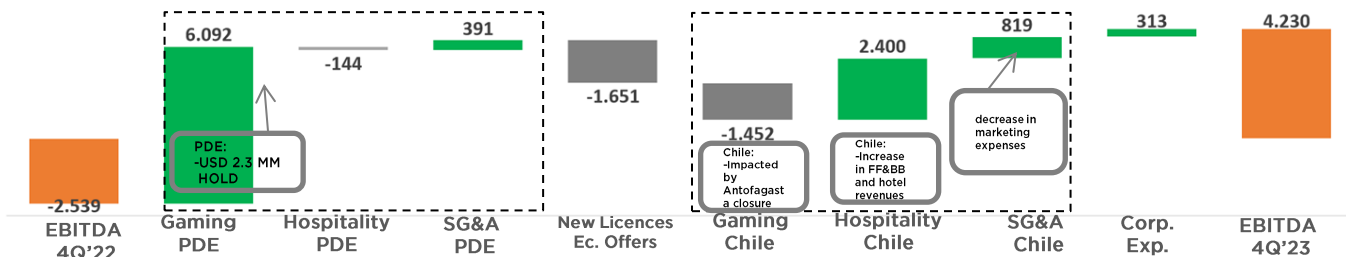 6.092
-144
391
-1.651
-1.452
2.400
819
313
4.230
-2.539
PDE:
-USD 2.3 MM
HOLD
Chile:
-Impacted
by
Antofagast
a closure
Chile:
-Increase
in FF&BB
and hotel
revenues
decrease in
marketing
expenses
EBITDA
4Q'22
Gaming
PDE
Hospitality
PDE
SG&A
PDE
New Licences
Ec. Offers
Gaming
Chile
Hospitality
Chile
SG&A
Chile
Corp.
Exp.
EBITDA
4Q'23